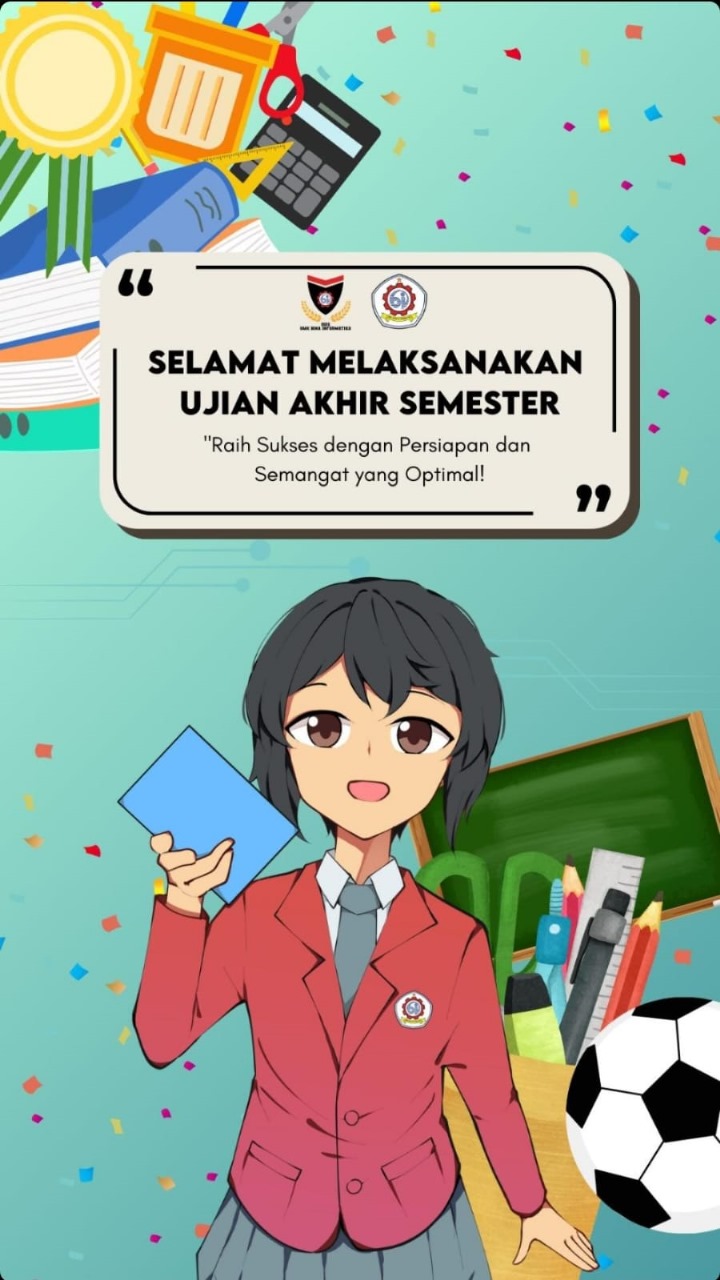 SELAMAT MELAKSANAKAN
UJIAN AKHIR SEMESTER
"Raih Sukses dengan Persiapan dan
Semangat yang Optimal!